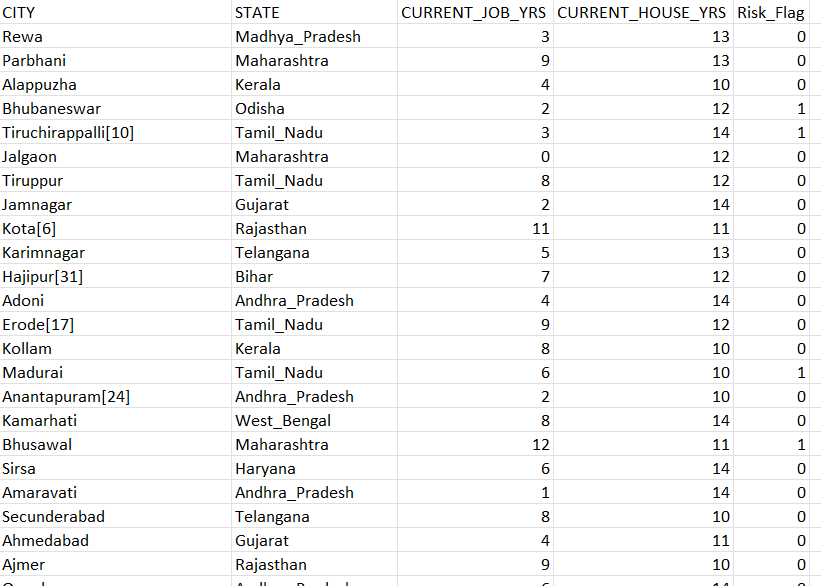 CITY STATE CURRENT_JOB_YRS CURRENT_HOUSE_YRS Risk_Flag
Rewa Madhya_Pradesh 3 13 0
Parbhani Maharashtra 9 13 0
Alappuzha Kerala 4 10 0
Bhubaneswar Odisha 2 12 1
Tiruchirappalli[10] Tamil_Nadu 3 14 1
Jalgaon Maharashtra 0 12 0
Tiruppur Tamil_Nadu 8 12 0
Jamnagar Gujarat 2 14 0
Kota[6] Rajasthan 11 11 0
Karimnagar Telangana 5 13 0
Hajipur[31] Bihar 7 12 0
Adoni Andhra_Pradesh 4 14 0
Erode[17] Tamil_Nadu 9 12 0
Kollam Kerala 8 10 0
Madurai Tamil_Nadu 6 10 1
Anantapuram[24] Andhra_Pradesh 2 10 0
Kamarhati West_Bengal 8 14 0
Bhusawal Maharashtra 12 11 1
Sirsa Haryana 6 14 0
Amaravati Andhra_Pradesh 1 14 0
Secunderabad Telangana 8 10 0
Ahmedabad Gujarat 4 11 0
Ajmer Rajasthan 9 10 0